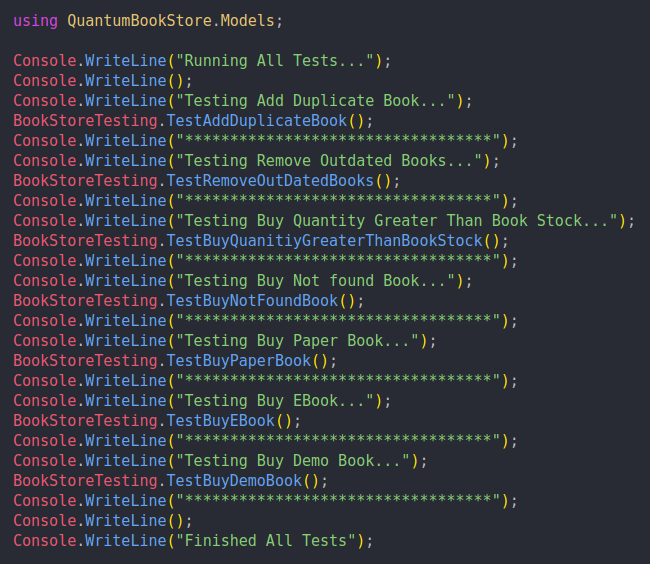 using QuantumBookStore.Models;

Console.WriteLine("Running All Tests...");
Console.WriteLine();
Console.WriteLine("Testing Add Duplicate Book...");
BookStoreTesting.TestAddDuplicateBook();
Console.WriteLine("**********************************");
Console.WriteLine("Testing Remove Outdated Books...");
BookStoreTesting.TestRemoveOutDatedBooks();
Console.WriteLine("**********************************");
Console.WriteLine("Testing Buy Quantity Greater Than Book Stock...");
BookStoreTesting.TestBuyQuanitiyGreaterThanBookStock();
Console.WriteLine("**********************************");
Console.WriteLine("Testing Buy Not found Book...");
BookStoreTesting.TestBuyNotFoundBook();
Console.WriteLine("**********************************");
Console.WriteLine("Testing Buy Paper Book...");
BookStoreTesting.TestBuyPaperBook();
Console.WriteLine("**********************************");
Console.WriteLine("Testing Buy EBook...");
BookStoreTesting.TestBuyEBook();
Console.WriteLine("**********************************");
Console.WriteLine("Testing Buy Demo Book...");
BookStoreTesting.TestBuyDemoBook();
Console.WriteLine("**********************************");
Console.WriteLine();
Console.WriteLine("Finished All Tests");